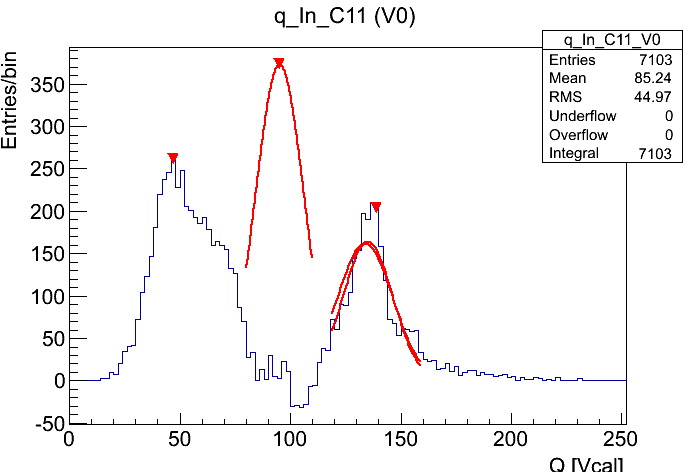 q_In_C11 (V0)
q_In_C11_V0
Entries 7103
Mean 85.24
RMS 44.97
Underflow 0
Overflow 0
Integral 7103
Entries/bin
350
300
250
200
150
100
50
0
-50
0 50 100 150 200 250
Q [Vcal]